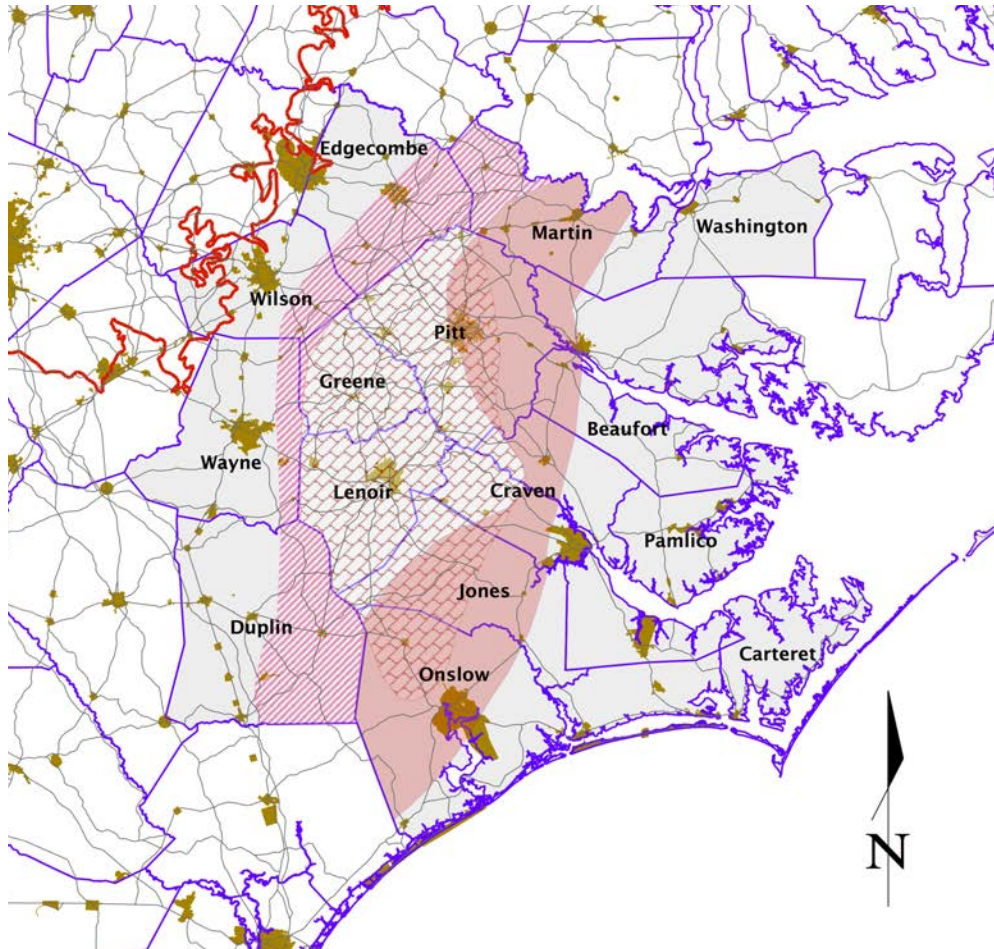 Edgecombe
Washington
Martin
Wilson
Pitt
Greene
Beaufort
Wayne
Lenoir
Craven
Pamlico
Jones
Duplin
Carteret
Onslow
N